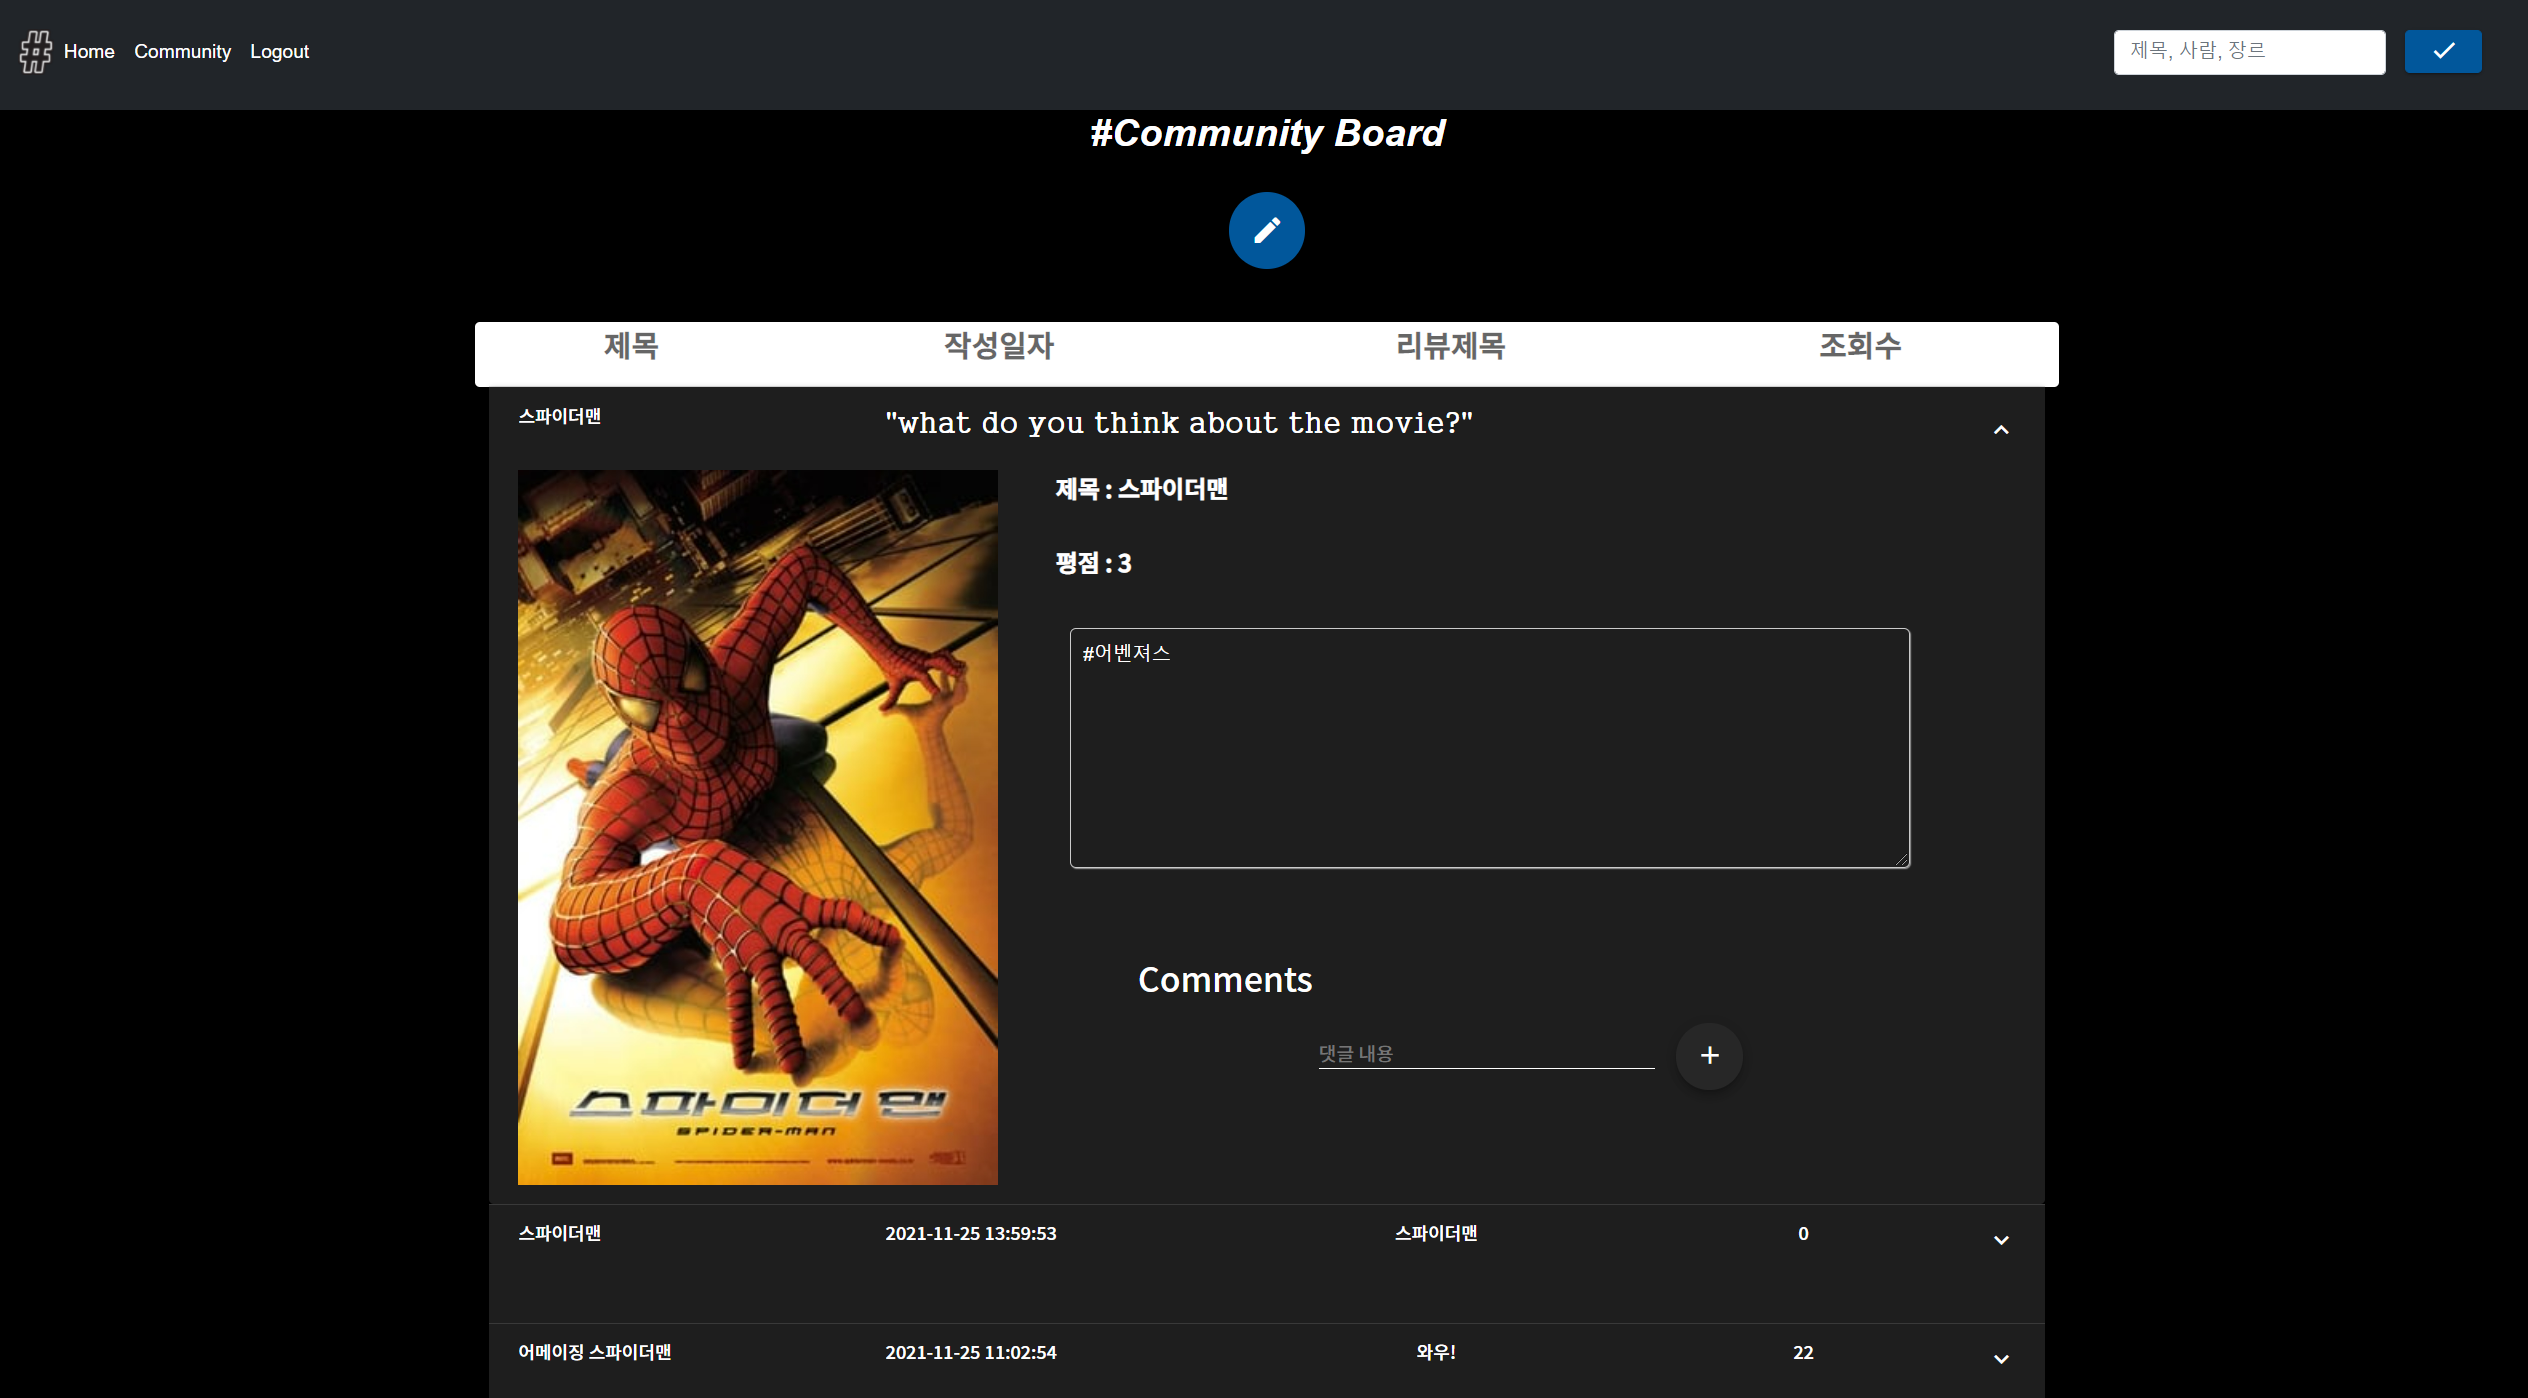 Home Community Logout
제목, 사람, 장르
#Community Board
제목 작성일자 리뷰제목 조회수
스파이더맨 "what do you think about the movie?"
제목 : 스파이더맨
평점 : 3
#어벤져스
Comments
댓글 내용
스파이더맨
SPIDER-MAN
스파이더맨 2021-11-25 13:59:53 스파이더맨 0
어메이징 스파이더맨 2021-11-25 11:02:54 와우! 22